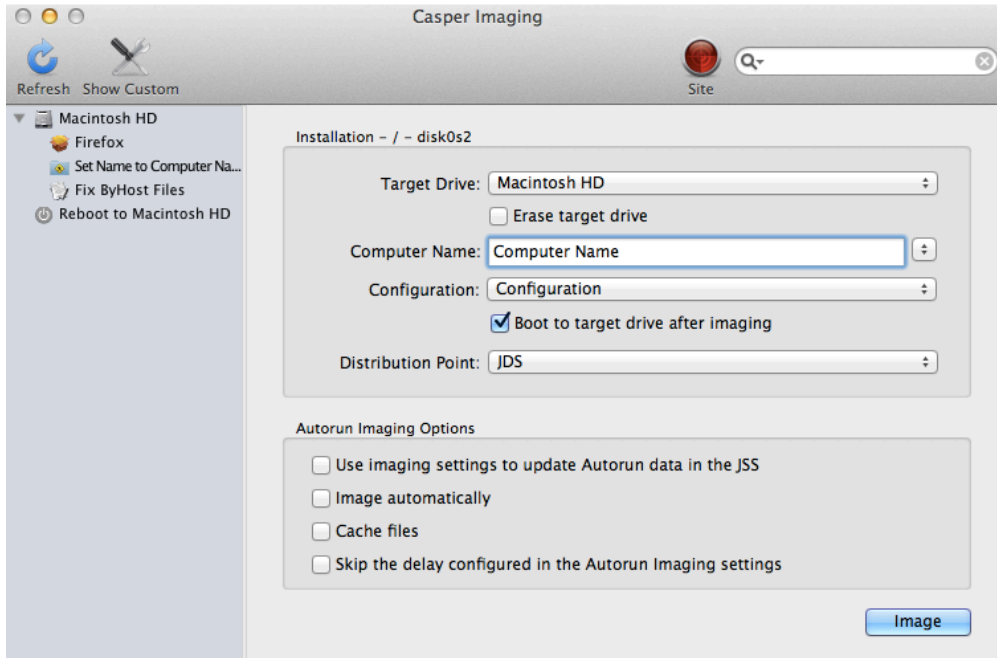 Casper Imaging
Refresh Show Custom
Site
Macintosh HD
Firefox
Set Name to Computer Na...
Fix ByHost Files
Reboot to Macintosh HD
Installation - / - disk0s2
Target Drive: Macintosh HD
Erase target drive
Computer Name: Computer Name
Configuration: Configuration
Boot to target drive after imaging
Distribution Point: JDS
Autorun Imaging Options
Use imaging settings to update Autorun data in the JSS
Image automatically
Cache files
Skip the delay configured in the Autorun Imaging settings
Image